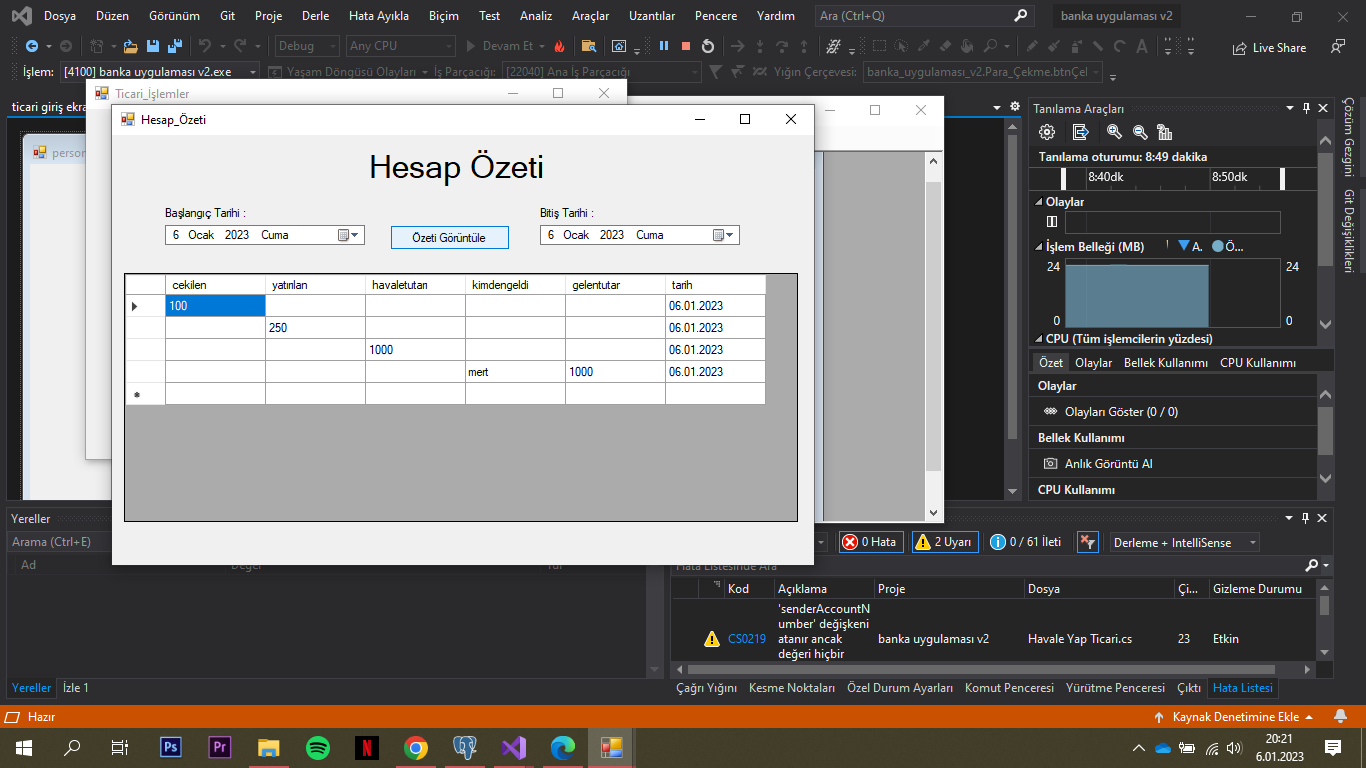 Dosya Düzen Görünüm Git Proje Derle Hata Ayıkla Biçim Test Analiz Araçlar Uzantılar Pencere Yardım Ara (Ctrl+Q) banka uygulaması v2
Debug Any CPU Devam Et Live Share
İşlem: [4100] banka uygulaması v2.exe Yaşam Döngüsü Olayları İş Parçacığı: [22040] Ana İş Parçacığı Yığın Çerçevesi: banka_uygulaması_v2.Para_Çekme.btnÇel
Ticari_İşlemler
ticari giriş ekra
person
Hesap_Özeti
Hesap Özeti
Başlangıç Tarihi : Bitiş Tarihi :
6 Ocak 2023 Cuma Özeti Görüntüle 6 Ocak 2023 Cuma
cekilen yatırılan havaletutarı kimdengeldi gelentutar tarih
100 06.01.2023
250 06.01.2023
1000 06.01.2023
mert 1000 06.01.2023
Tanılama Araçları
Tanılama oturumu: 8:49 dakika
8:40dk 8:50dk
Olaylar
İşlem Belleği (MB) A. Ö...
24 24
0 0
CPU (Tüm işlemcilerin yüzdesi)
Özet Olaylar Bellek Kullanımı CPU Kullanımı
Olaylar
Olayları Göster (0 / 0)
Bellek Kullanımı
Anlık Görüntü Al
CPU Kullanımı
Çözüm Gezgini
Git Değişiklikleri
Yereller
Arama (Ctrl+E)
Ad Değer Tür
Yereller İzle 1
0 Hata 2 Uyarı 0 / 61 İleti Derleme + IntelliSense
Hata Listesinde Ara
Kod Açıklama Proje Dosya Çi... Gizleme Durumu
'senderAccountN
umber' değişkeni
CS0219 atanır ancak banka uygulaması v2 Havale Yap Ticari.cs 23 Etkin
değeri hiçbir
Çağrı Yığını Kesme Noktaları Özel Durum Ayarları Komut Penceresi Yürütme Penceresi Çıktı Hata Listesi
Hazır Kaynak Denetimine Ekle
Ps Pr N
20:21
6.01.2023